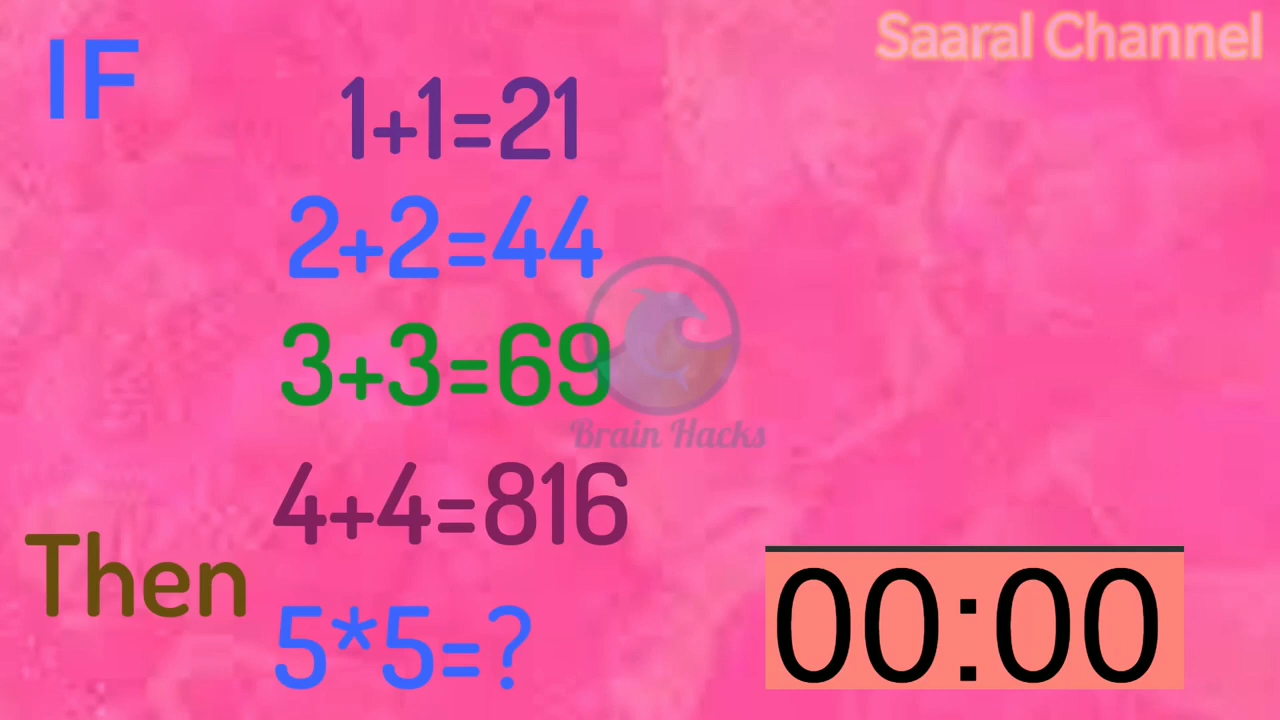 Saaral Channel
IF
1+1=21
2+2=44
3+3=69
Brain Hacks
4+4=816
Then
5*5=?
00:00